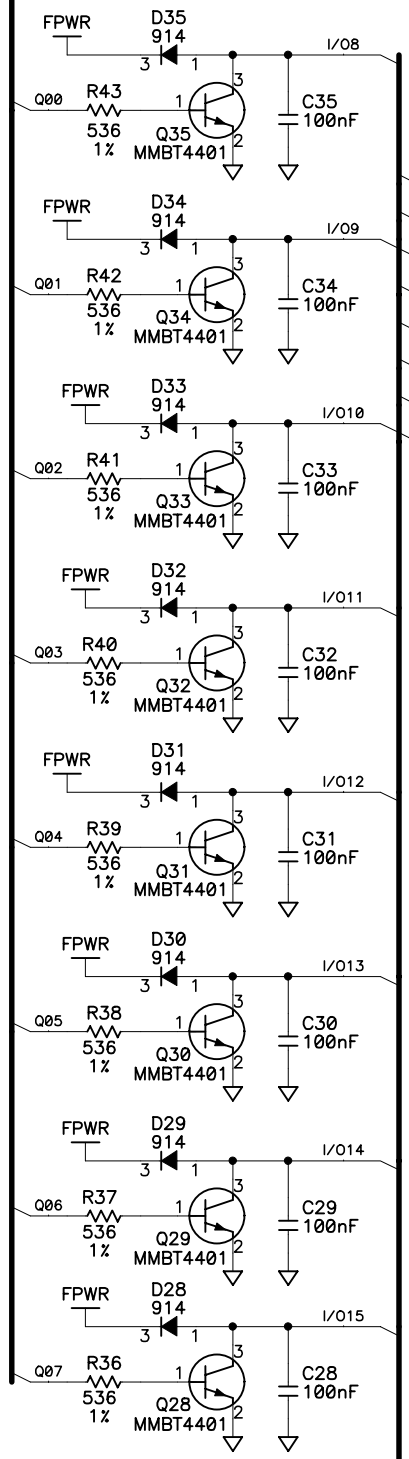 D35
FPWR
914
I/O8
3 1
3
Q00
R43
1
C35
100nF
536
1%
Q35
2
MMBT4401
D34
FPWR
914
I/O9
3 1
3
Q01
R42
1
C34
100nF
536
1%
Q34
2
MMBT4401
D33
FPWR
914
I/O10
3 1
3
Q02
R41
1
C33
100nF
536
1%
Q33
2
MMBT4401
D32
FPWR
914
I/O11
3 1
3
Q03
R40
1
C32
100nF
536
1%
Q32
2
MMBT4401
D31
FPWR
914
I/O12
3 1
3
Q04
R39
1
C31
100nF
536
1%
Q31
2
MMBT4401
D30
FPWR
914
I/O13
3 1
3
Q05
R38
1
C30
100nF
536
1%
Q30
2
MMBT4401
D29
FPWR
914
I/O14
3 1
3
Q06
R37
1
C29
100nF
536
1%
Q29
2
MMBT4401
D28
FPWR
914
I/O15
3 1
3
Q07
R36
1
C28
100nF
536
1%
Q28
2
MMBT4401